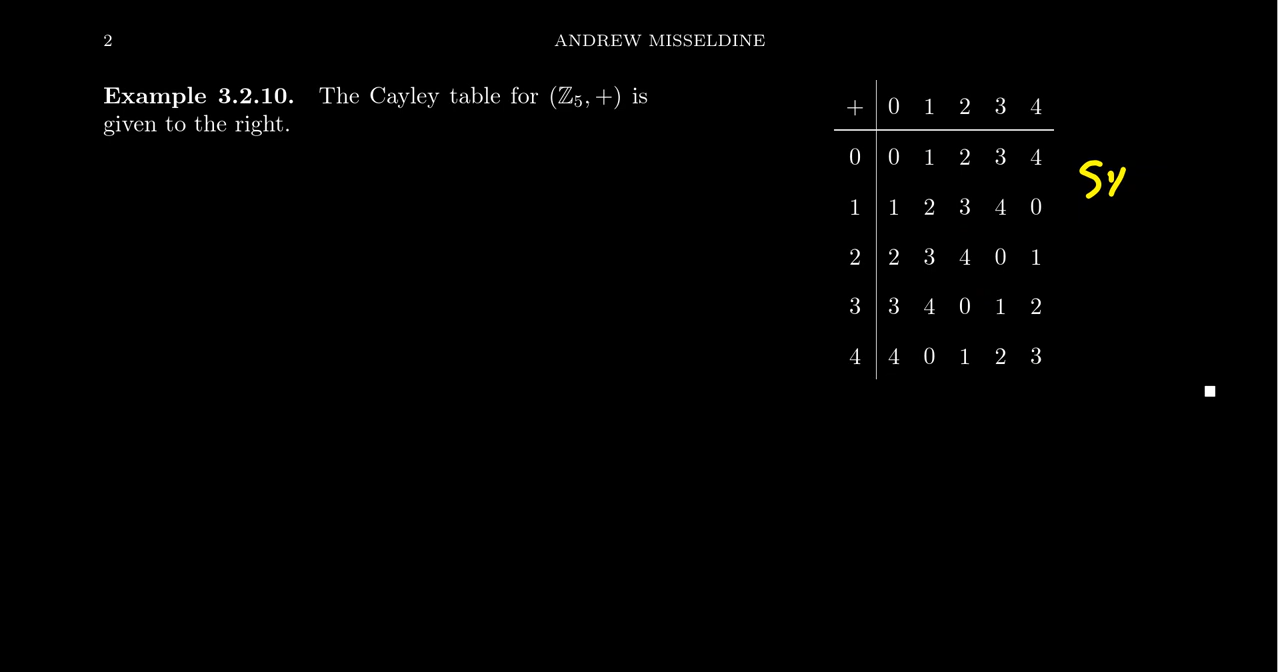 2
ANDREW MISSELDINE
Example 3.2.10. The Cayley table for (ℤ₅, +) is
given to the right.
+ 0 1 2 3 4
0 0 1 2 3 4
1 1 2 3 4 0
2 2 3 4 0 1
3 3 4 0 1 2
4 4 0 1 2 3